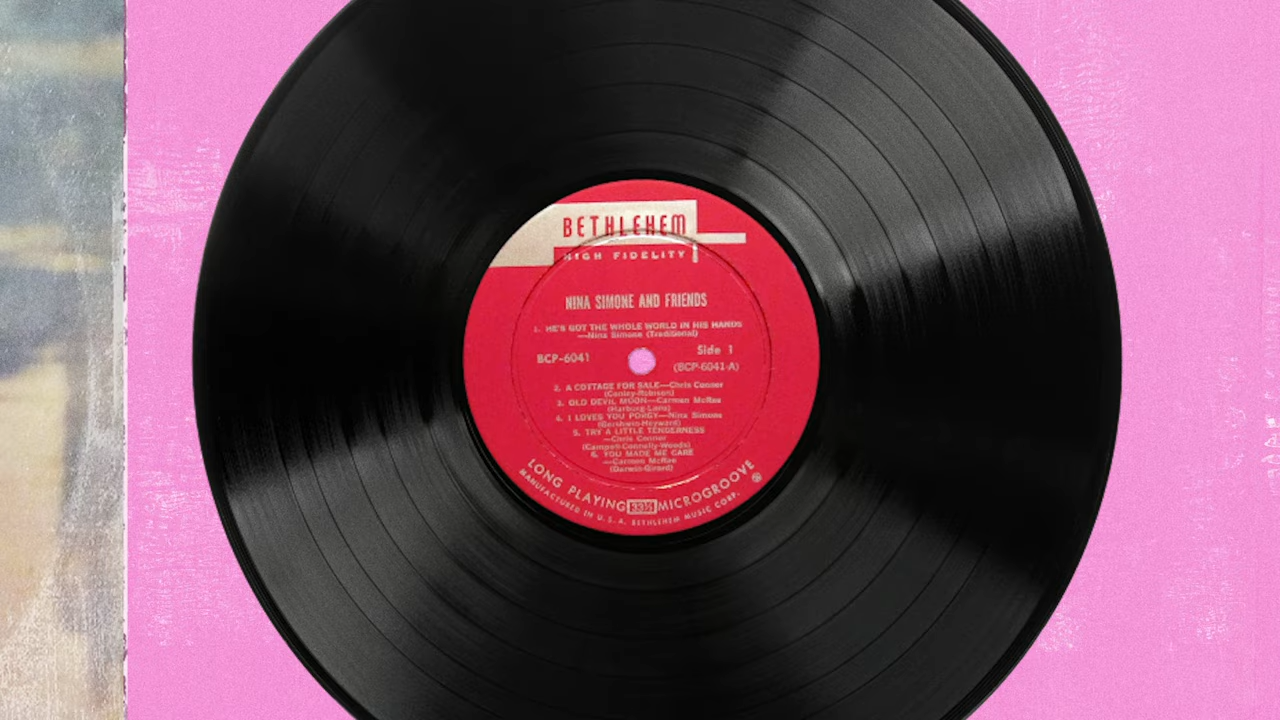 BETHLEHEM
HIGH FIDELITY
NINA SIMONE AND FRIENDS
1. HE'S GOT THE WHOLE WORLD IN HIS HANDS
—Nina Simone (Traditional)
BCP-6041
Side 1
(BCP-6041-A)
2. A COTTAGE FOR SALE—Chris Conner
(Conley-Robison)
3. OLD DEVIL MOON—Carmen McRae
(Harburg-Lane)
4. I LOVES YOU PORGY—Nina Simone
(Gershwin-Heyward)
5. TRY A LITTLE TENDERNESS
—Chris Conner
(Campell-Connelly-Woods)
6. YOU MADE ME CARE
—Carmen McRae
(Darwin-Girard)
LONG PLAYING 33⅓ MICROGROOVE ®
MANUFACTURED IN U.S.A. BETHLEHEM MUSIC CORP.